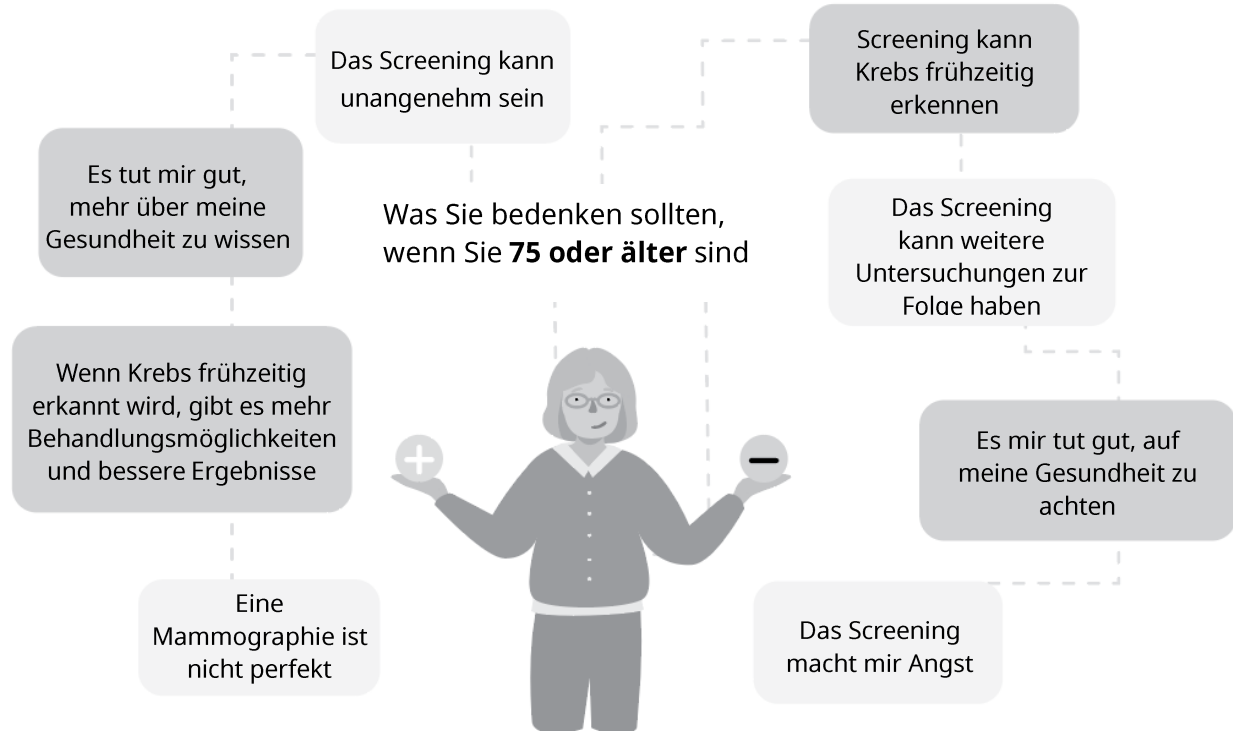 Das Screening kann
unangenehm sein
Screening kann
Krebs frühzeitig
erkennen
Es tut mir gut,
mehr über meine
Gesundheit zu wissen
Was Sie bedenken sollten,
wenn Sie 75 oder älter sind
Das Screening
kann weitere
Untersuchungen zur
Folge haben
Wenn Krebs frühzeitig
erkannt wird, gibt es mehr
Behandlungsmöglichkeiten
und bessere Ergebnisse
Es mir tut gut, auf
meine Gesundheit zu
achten
Eine
Mammographie ist
nicht perfekt
Das Screening
macht mir Angst